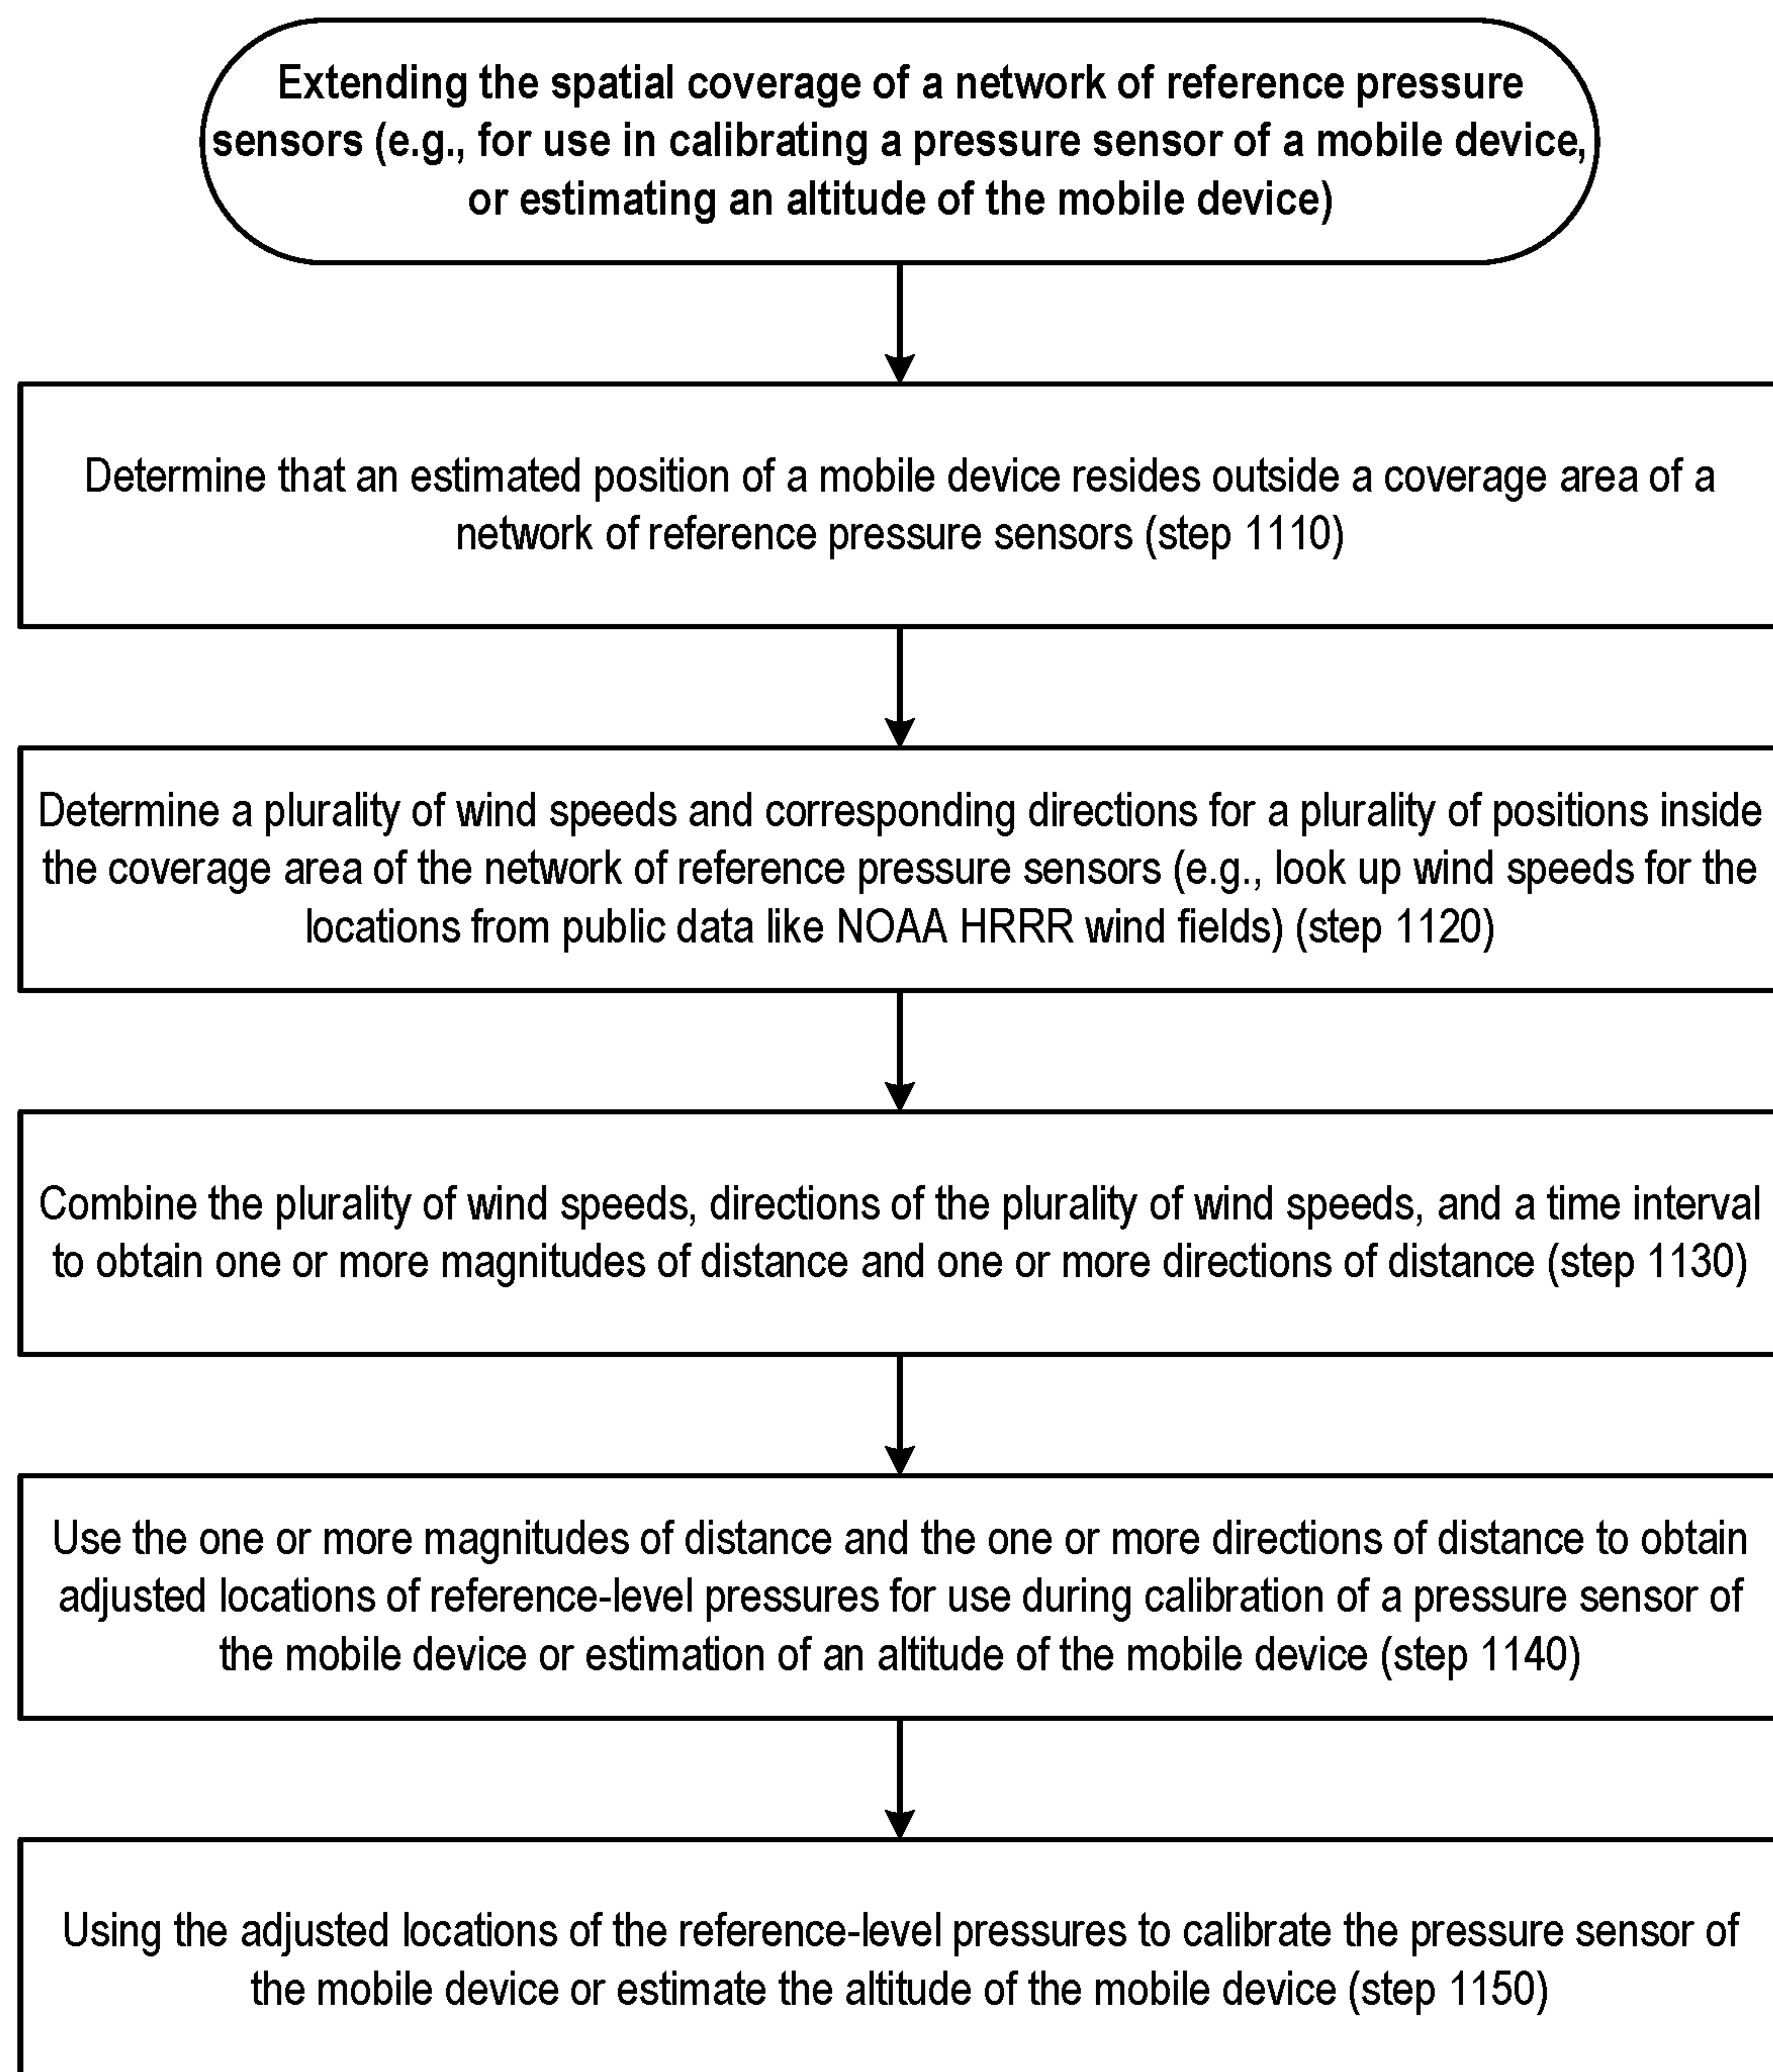 Extending the spatial coverage of a network of reference pressure
sensors (e.g., for use in calibrating a pressure sensor of a mobile device,
or estimating an altitude of the mobile device)
Determine that an estimated position of a mobile device resides outside a coverage area of a
network of reference pressure sensors (step 1110)
Determine a plurality of wind speeds and corresponding directions for a plurality of positions inside
the coverage area of the network of reference pressure sensors (e.g., look up wind speeds for the
locations from public data like NOAA HRRR wind fields) (step 1120)
Combine the plurality of wind speeds, directions of the plurality of wind speeds, and a time interval
to obtain one or more magnitudes of distance and one or more directions of distance (step 1130)
Use the one or more magnitudes of distance and the one or more directions of distance to obtain
adjusted locations of reference-level pressures for use during calibration of a pressure sensor of
the mobile device or estimation of an altitude of the mobile device (step 1140)
Using the adjusted locations of the reference-level pressures to calibrate the pressure sensor of
the mobile device or estimate the altitude of the mobile device (step 1150)